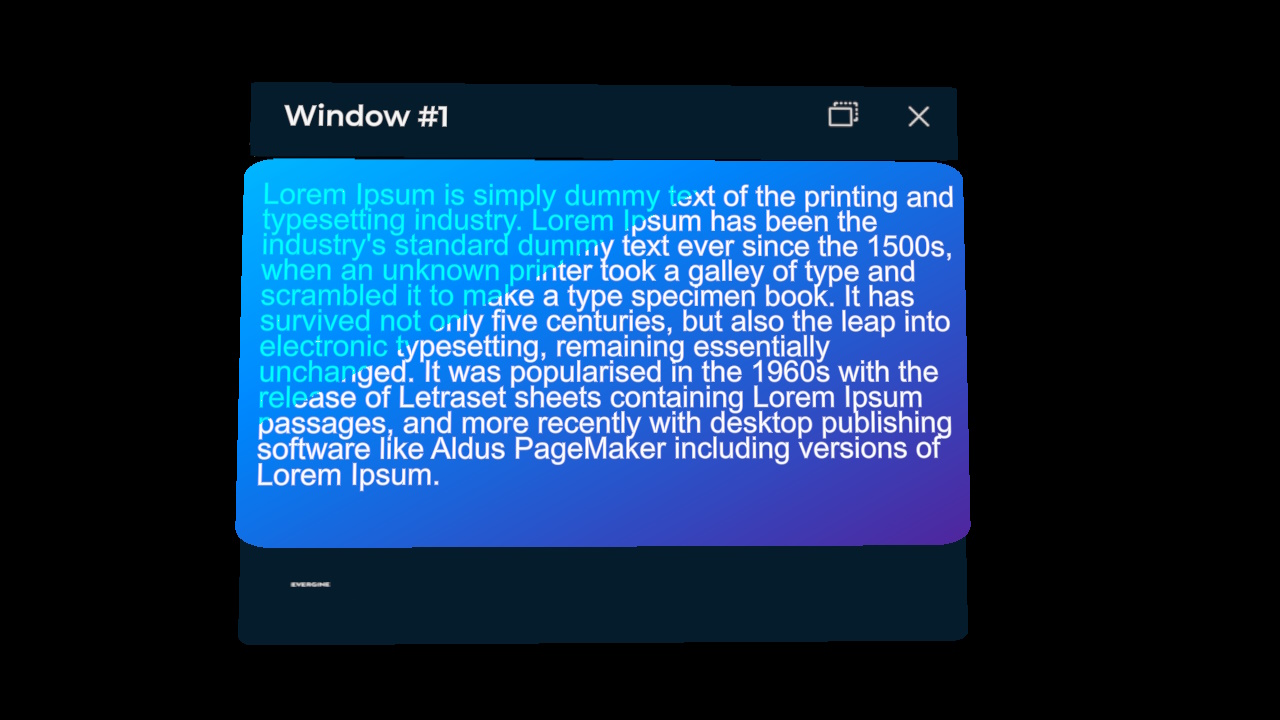 Window #1
Lorem Ipsum is simply dummy text of the printing and
typesetting industry. Lorem Ipsum has been the
industry's standard dummy text ever since the 1500s,
when an unknown printer took a galley of type and
scrambled it to make a type specimen book. It has
survived not only five centuries, but also the leap into
electronic typesetting, remaining essentially
unchanged. It was popularised in the 1960s with the
release of Letraset sheets containing Lorem Ipsum
passages, and more recently with desktop publishing
software like Aldus PageMaker including versions of
Lorem Ipsum.
EVERGINE